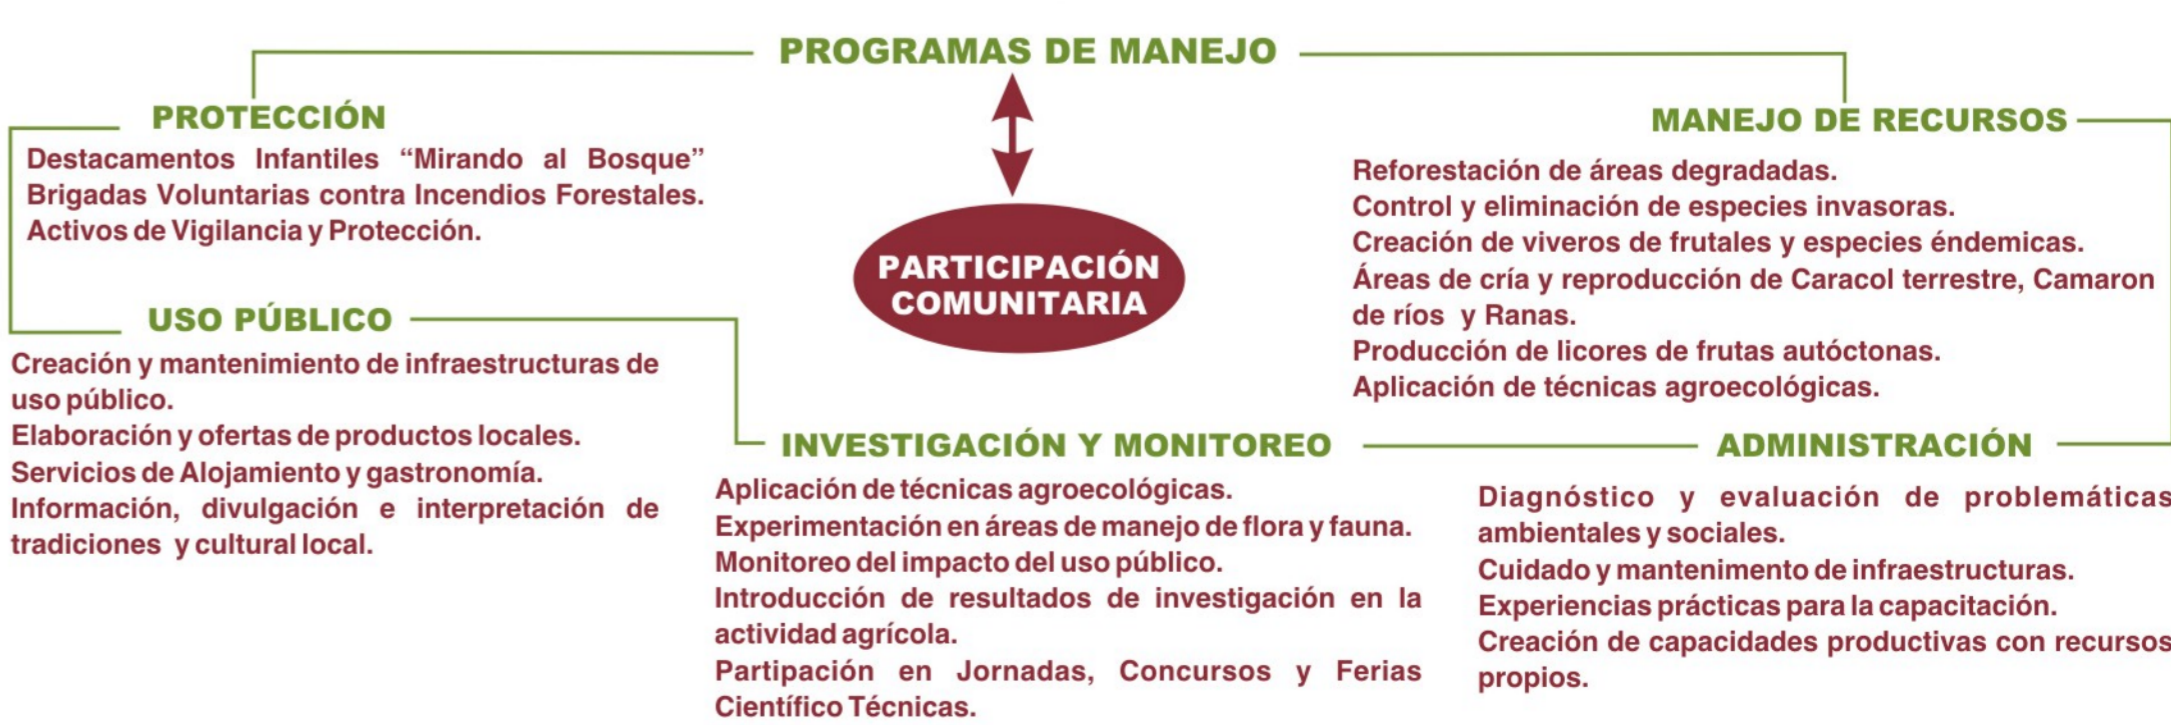 PROGRAMAS DE MANEJO
PROTECCIÓN
Destacamentos Infantiles “Mirando al Bosque”
Brigadas Voluntarias contra Incendios Forestales.
Activos de Vigilancia y Protección.
MANEJO DE RECURSOS
Reforestación de áreas degradadas.
Control y eliminación de especies invasoras.
Creación de viveros de frutales y especies éndemicas.
Áreas de cría y reproducción de Caracol terrestre, Camaron
de ríos y Ranas.
Producción de licores de frutas autóctonas.
Aplicación de técnicas agroecológicas.
PARTICIPACIÓN
COMUNITARIA
USO PÚBLICO
Creación y mantenimiento de infraestructuras de
uso público.
Elaboración y ofertas de productos locales.
Servicios de Alojamiento y gastronomía.
Información, divulgación e interpretación de
tradiciones y cultural local.
INVESTIGACIÓN Y MONITOREO
Aplicación de técnicas agroecológicas.
Experimentación en áreas de manejo de flora y fauna.
Monitoreo del impacto del uso público.
Introducción de resultados de investigación en la
actividad agrícola.
Partipación en Jornadas, Concursos y Ferias
Científico Técnicas.
ADMINISTRACIÓN
Diagnóstico y evaluación de problemáticas
ambientales y sociales.
Cuidado y mantenimento de infraestructuras.
Experiencias prácticas para la capacitación.
Creación de capacidades productivas con recursos
propios.